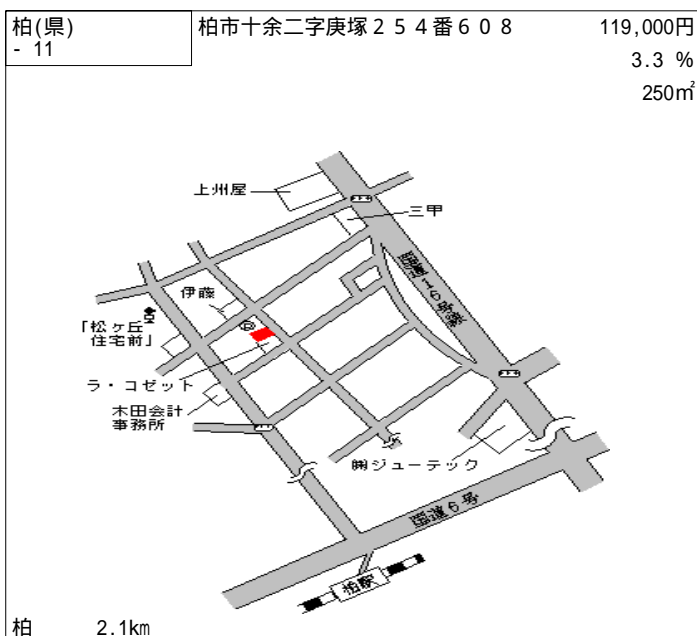 柏(県)
- 11
柏市十余二字庚塚２５４番６０８
119,000円
3.3 %
250㎡
上州屋
三甲
国道16号線
伊藤
「松ヶ丘
住宅前」
ラ・コゼット
木田会計
事務所
㈱ジューテック
国道6号
柏駅
柏 2.1km